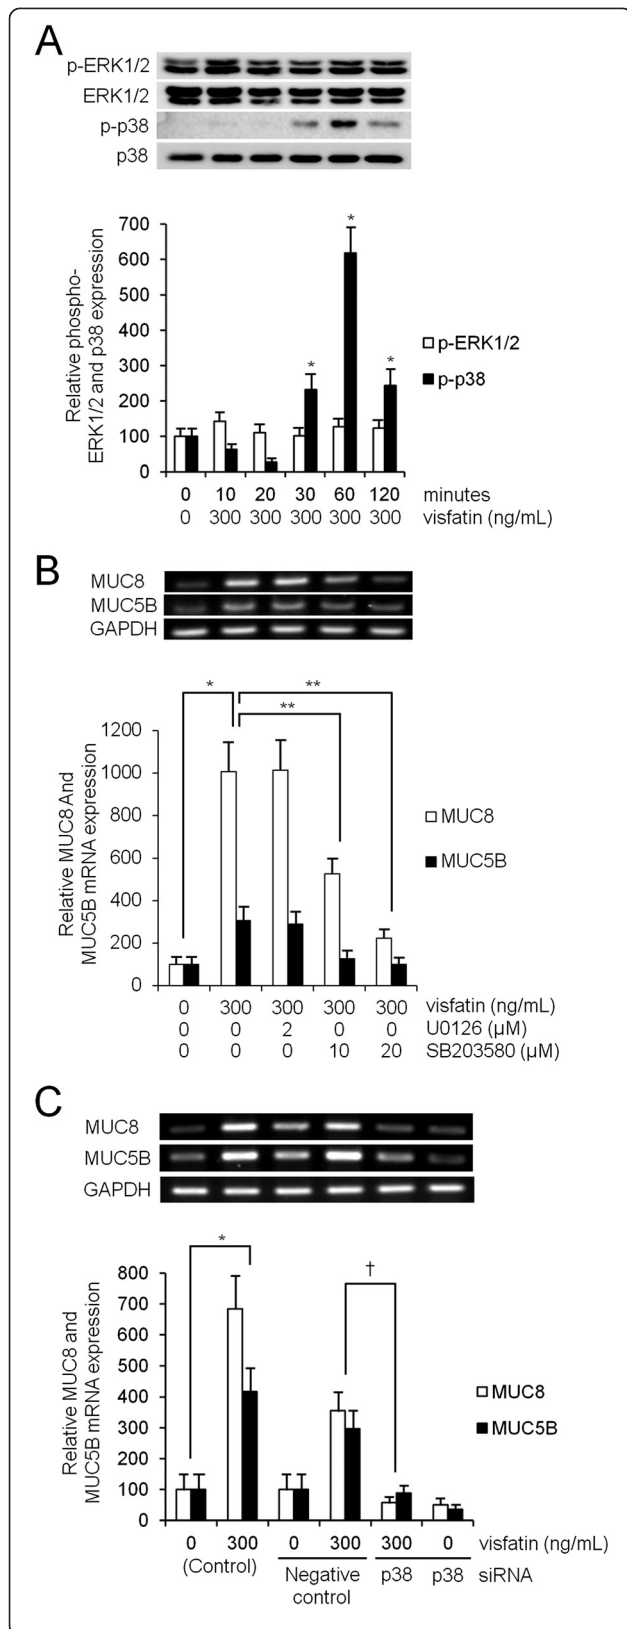 A
p-ERK1/2
ERK1/2
p-p38
p38
Relative phospho-
ERK1/2 and p38 expression
700
600
500
400
300
200
100
0
*
*
*
p-ERK1/2
p-p38
0 10 20 30 60 120 minutes
0 300 300 300 300 300 visfatin (ng/mL)
B
MUC8
MUC5B
GAPDH
* **
**
Relative MUC8 And
MUC5B mRNA expression
1200
1000
800
600
400
200
0
MUC8
MUC5B
0 300 300 300 300 visfatin (ng/mL)
0 0 2 0 0 U0126 (µM)
0 0 0 10 20 SB203580 (µM)
C
MUC8
MUC5B
GAPDH
*
†
Relative MUC8 and
MUC5B mRNA expression
800
700
600
500
400
300
200
100
0
MUC8
MUC5B
0 300 0 300 300 0 visfatin (ng/mL)
(Control) Negative control p38 p38 siRNA